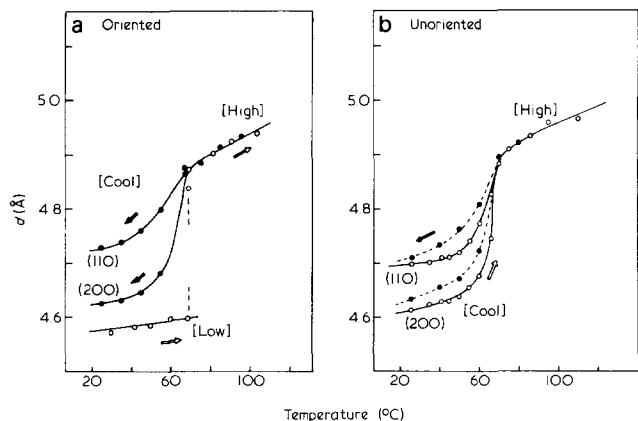 a Oriented
b Unoriented
d (Å)
5.0
4.8
4.6
[High]
[Cool]
(110)
(200)
[Low]
20 60 100
5.0
4.8
4.6
[High]
(110)
(200)
[Cool]
20 60 100
Temperature (°C)